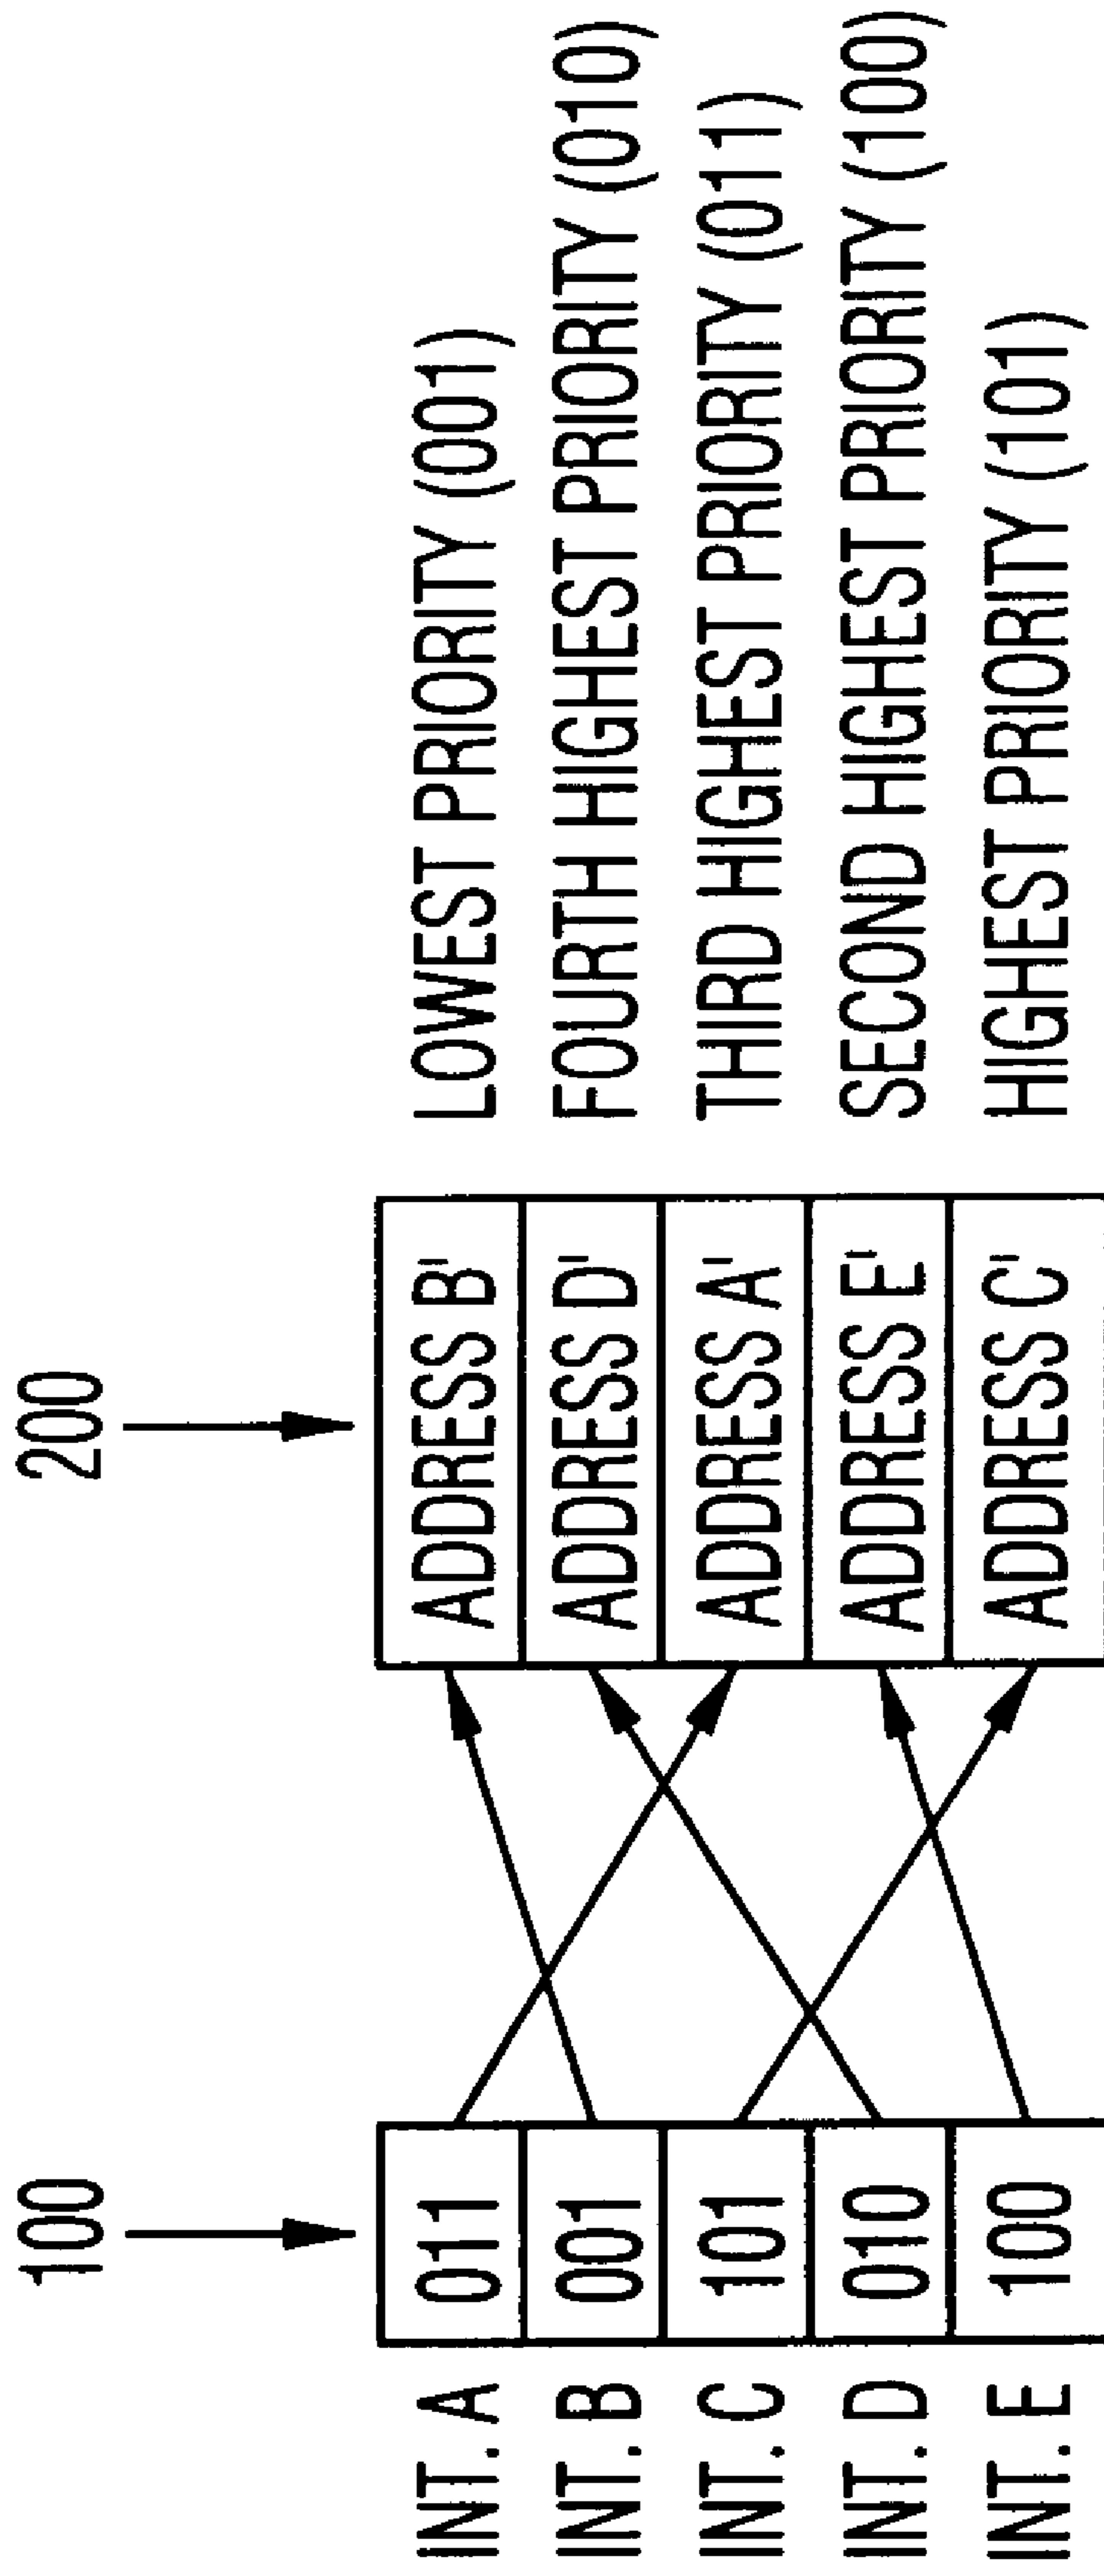 100
200
INT. A 011 ADDRESS B' LOWEST PRIORITY (001)
INT. B 001 ADDRESS D' FOURTH HIGHEST PRIORITY (010)
INT. C 101 ADDRESS A' THIRD HIGHEST PRIORITY (011)
INT. D 010 ADDRESS E' SECOND HIGHEST PRIORITY (100)
INT. E 100 ADDRESS C' HIGHEST PRIORITY (101)